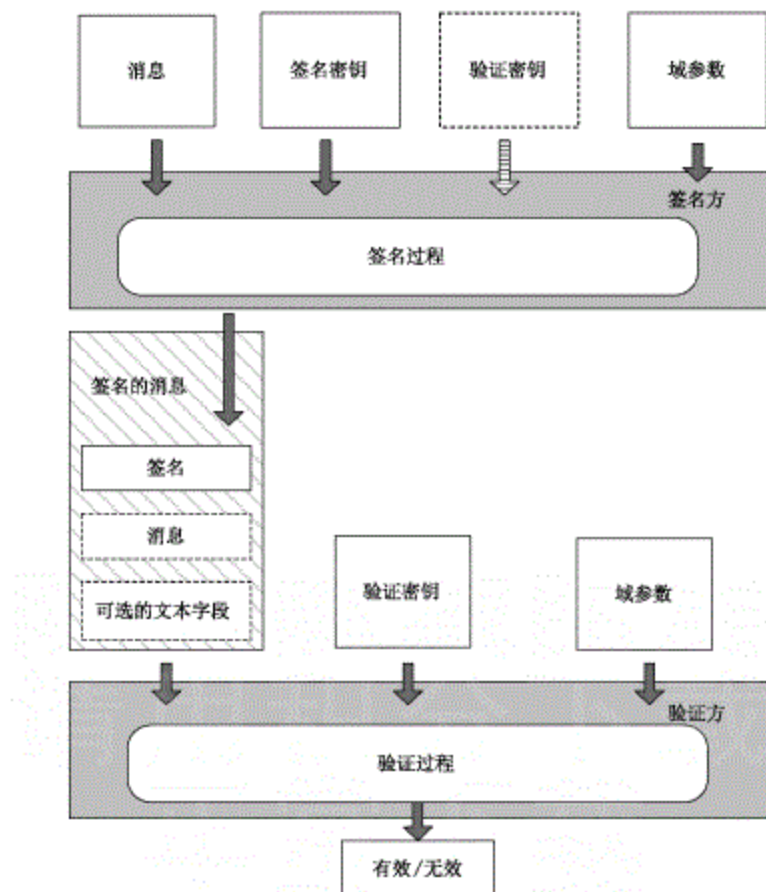 消息
签名密钥
验证密钥
域参数
签名方
签名过程
签名的消息
签名
消息
可选的文本字段
验证密钥
域参数
验证方
验证过程
有效/无效